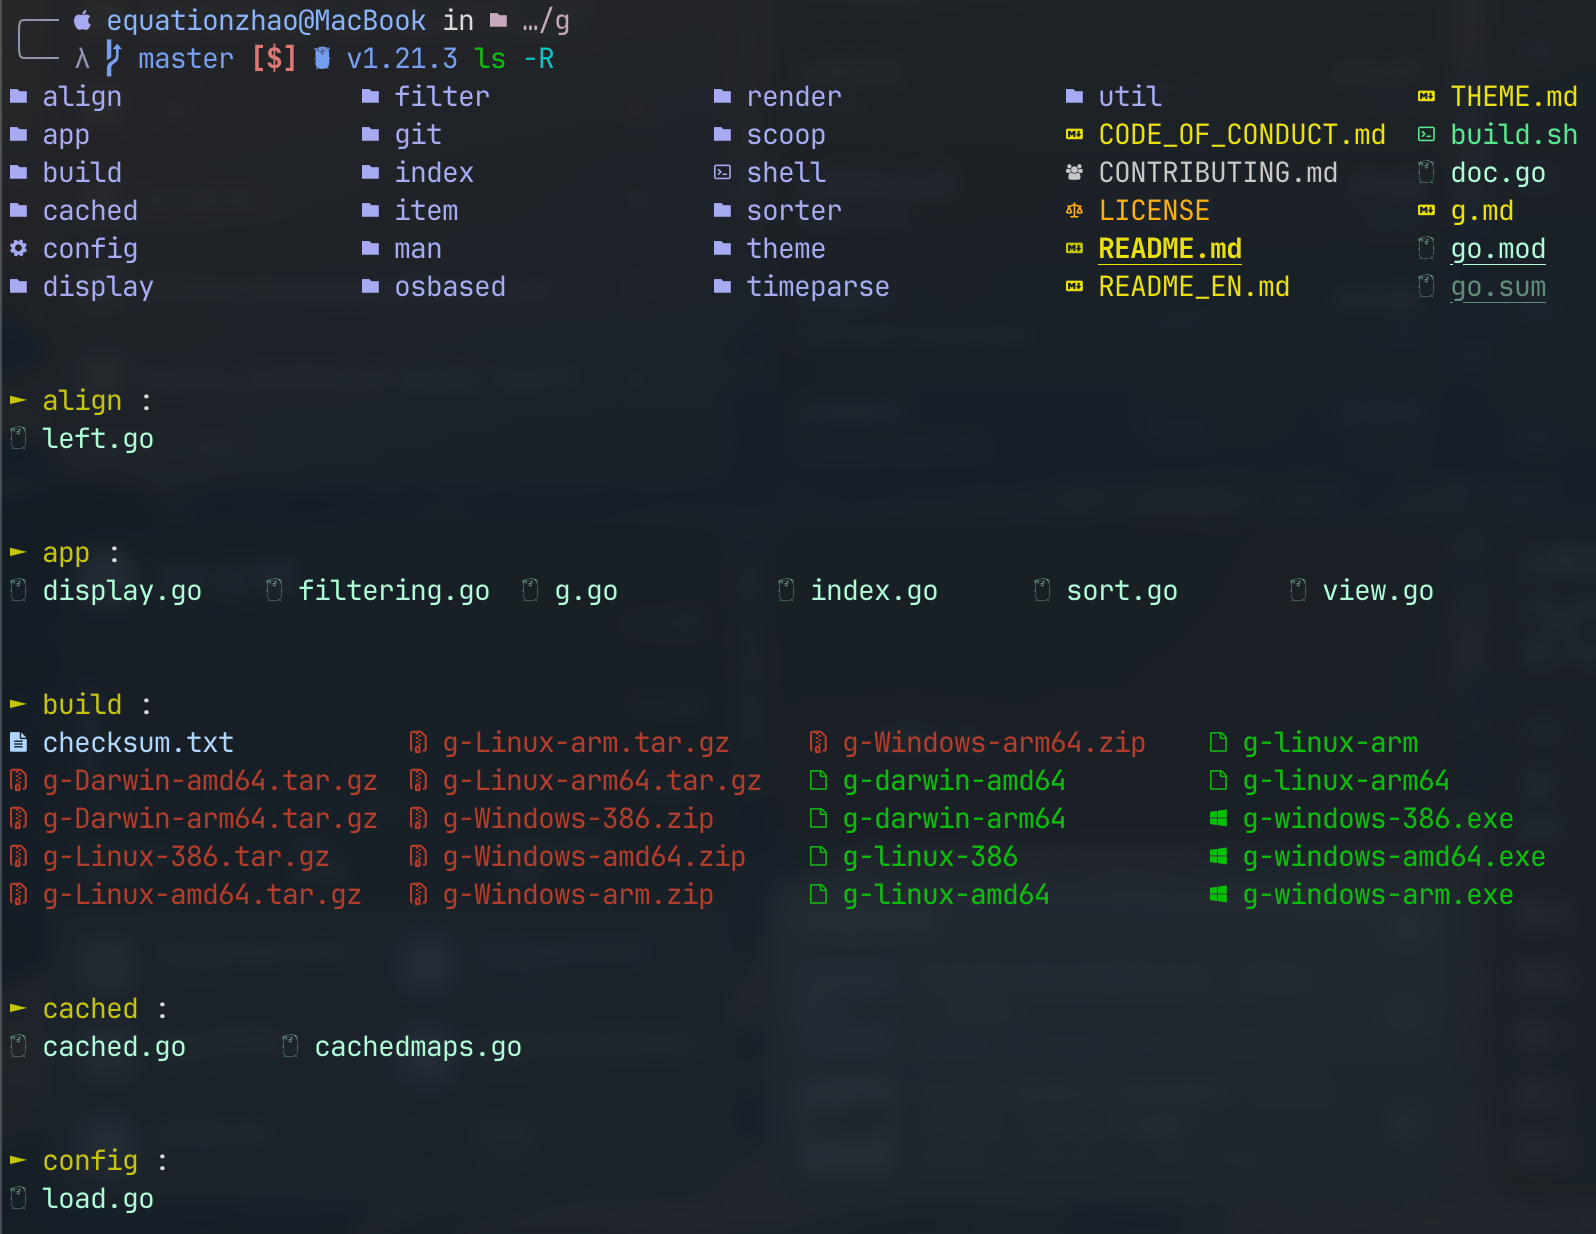 equationzhao@MacBook in …/g
λ master [$] v1.21.3 ls -R
align filter render util THEME.md
app git scoop CODE_OF_CONDUCT.md build.sh
build index shell CONTRIBUTING.md doc.go
cached item sorter LICENSE g.md
config man theme README.md go.mod
display osbased timeparse README_EN.md go.sum
► align :
left.go
► app :
display.go filtering.go g.go index.go sort.go view.go
► build :
checksum.txt g-Linux-arm.tar.gz g-Windows-arm64.zip g-linux-arm
g-Darwin-amd64.tar.gz g-Linux-arm64.tar.gz g-darwin-amd64 g-linux-arm64
g-Darwin-arm64.tar.gz g-Windows-386.zip g-darwin-arm64 g-windows-386.exe
g-Linux-386.tar.gz g-Windows-amd64.zip g-linux-386 g-windows-amd64.exe
g-Linux-amd64.tar.gz g-Windows-arm.zip g-linux-amd64 g-windows-arm.exe
► cached :
cached.go cachedmaps.go
► config :
load.go